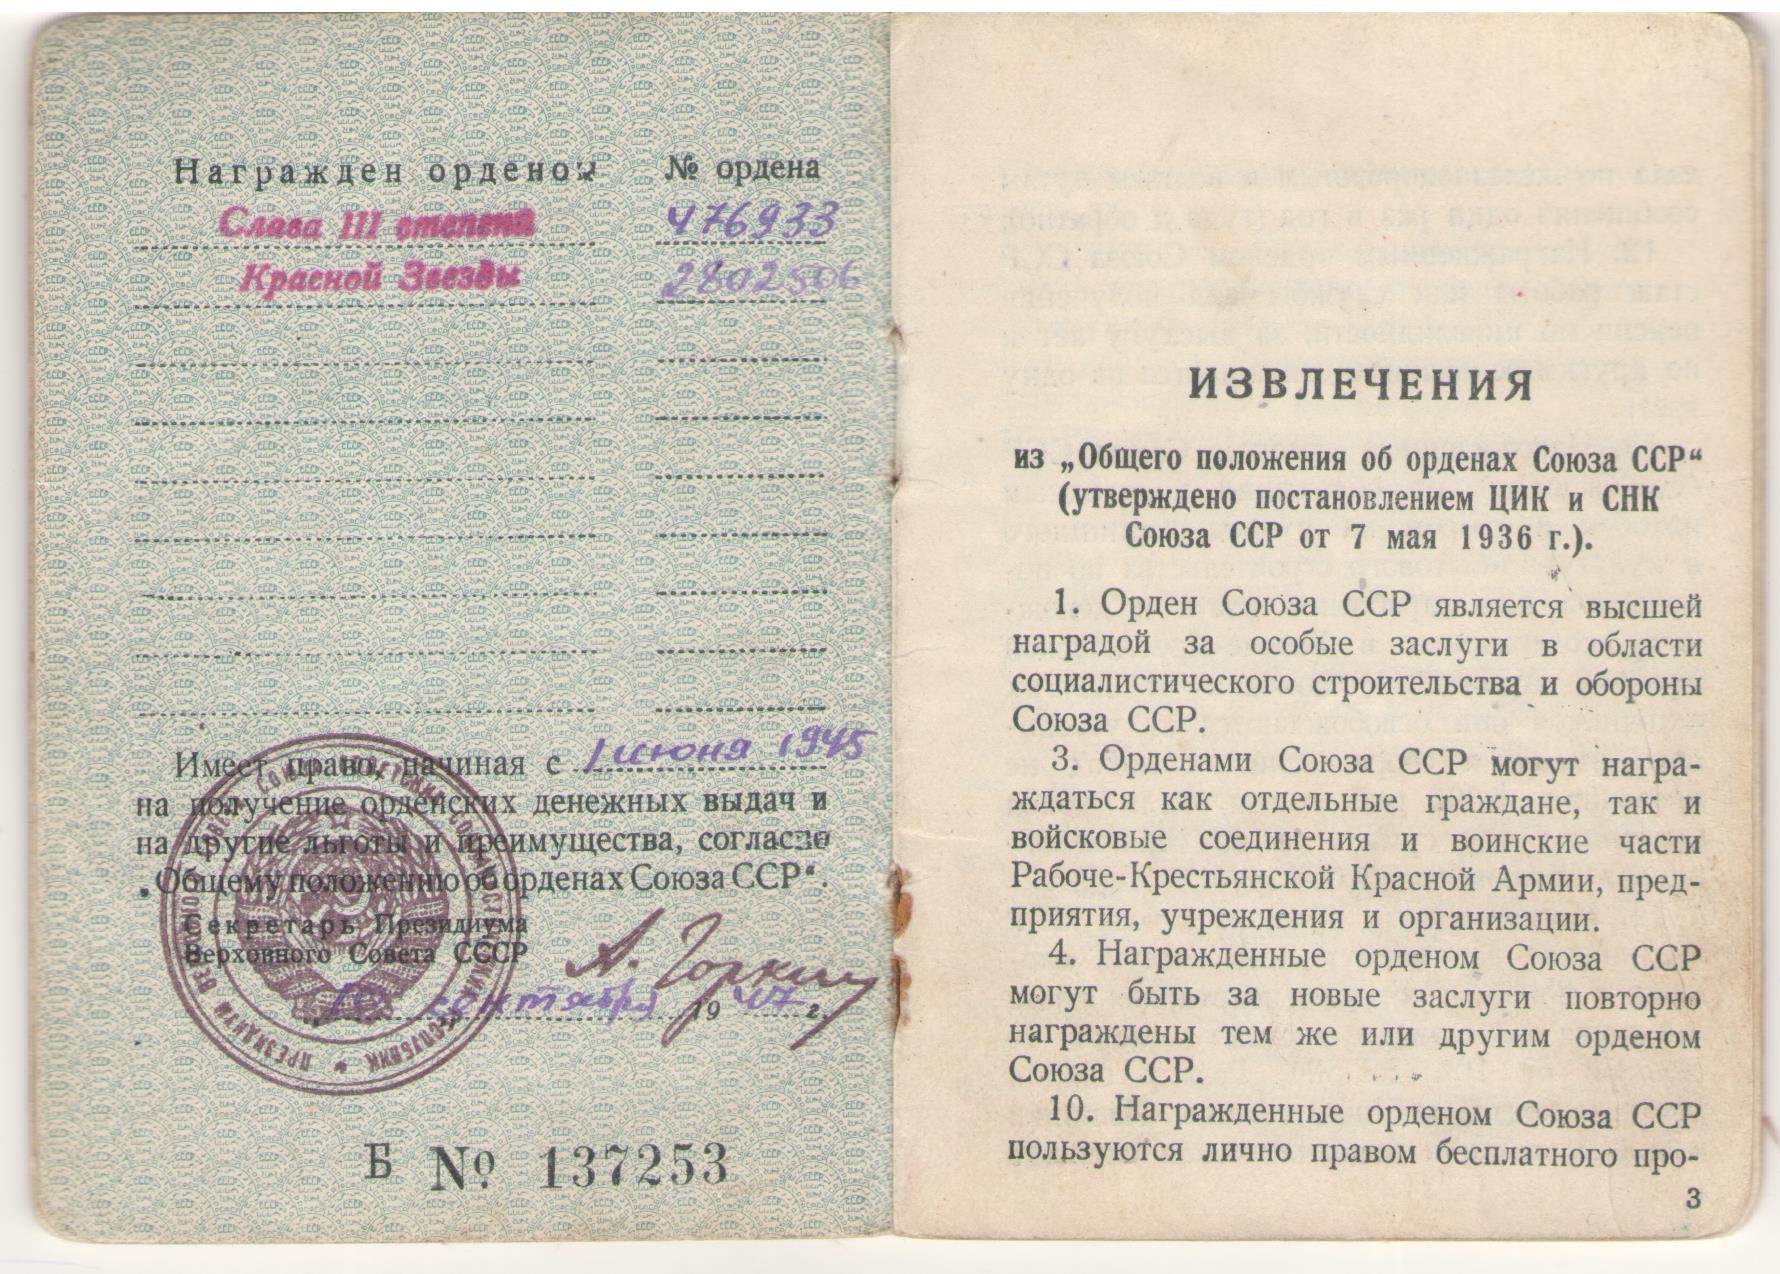 Награжден орденом № ордена
Слава III степени 476933
Красной Звезды 2802506
Имеет право, начиная с 1 июня 1945
на получение орденских денежных выдач и
на другие льготы и преимущества, согласно
„Общему положению об орденах Союза ССР“.
Секретарь Президиума
Верховного Совета СССР
А. Горкин
10 сентября 1947 г.
Б № 137253
ИЗВЛЕЧЕНИЯ
из „Общего положения об орденах Союза ССР“
(утверждено постановлением ЦИК и СНК
Союза ССР от 7 мая 1936 г.).
1. Орден Союза ССР является высшей
наградой за особые заслуги в области
социалистического строительства и обороны
Союза ССР.
3. Орденами Союза ССР могут награ-
ждаться как отдельные граждане, так и
войсковые соединения и воинские части
Рабоче-Крестьянской Красной Армии, пред-
приятия, учреждения и организации.
4. Награжденные орденом Союза ССР
могут быть за новые заслуги повторно
награждены тем же или другим орденом
Союза ССР.
10. Награжденные орденом Союза ССР
пользуются лично правом бесплатного про-
3